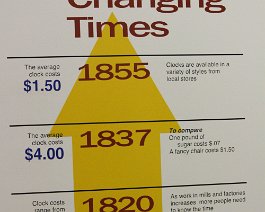 Changing
Times
The average
clock costs
$1.50
1855
Clocks are available in a
variety of styles from
local stores
The average
clock costs
$4.00
1837
To compare
One pound of
sugar costs $.07
A fancy chair costs $1.50
Clock costs
range from
1820
As work in mills and factories
increases more people need
to know the time